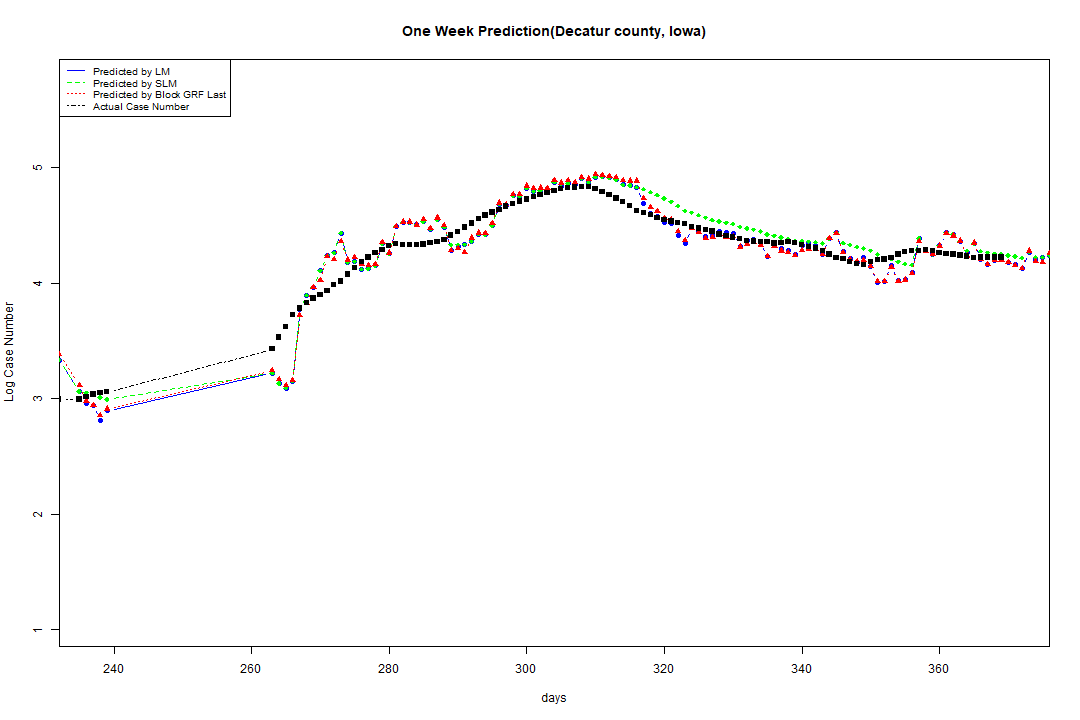 One Week Prediction(Decatur county, Iowa)
Predicted by LM
Predicted by SLM
Predicted by Block GRF Last
Actual Case Number
5
4
3
2
1
Log Case Number
240 260 280 300 320 340 360
days